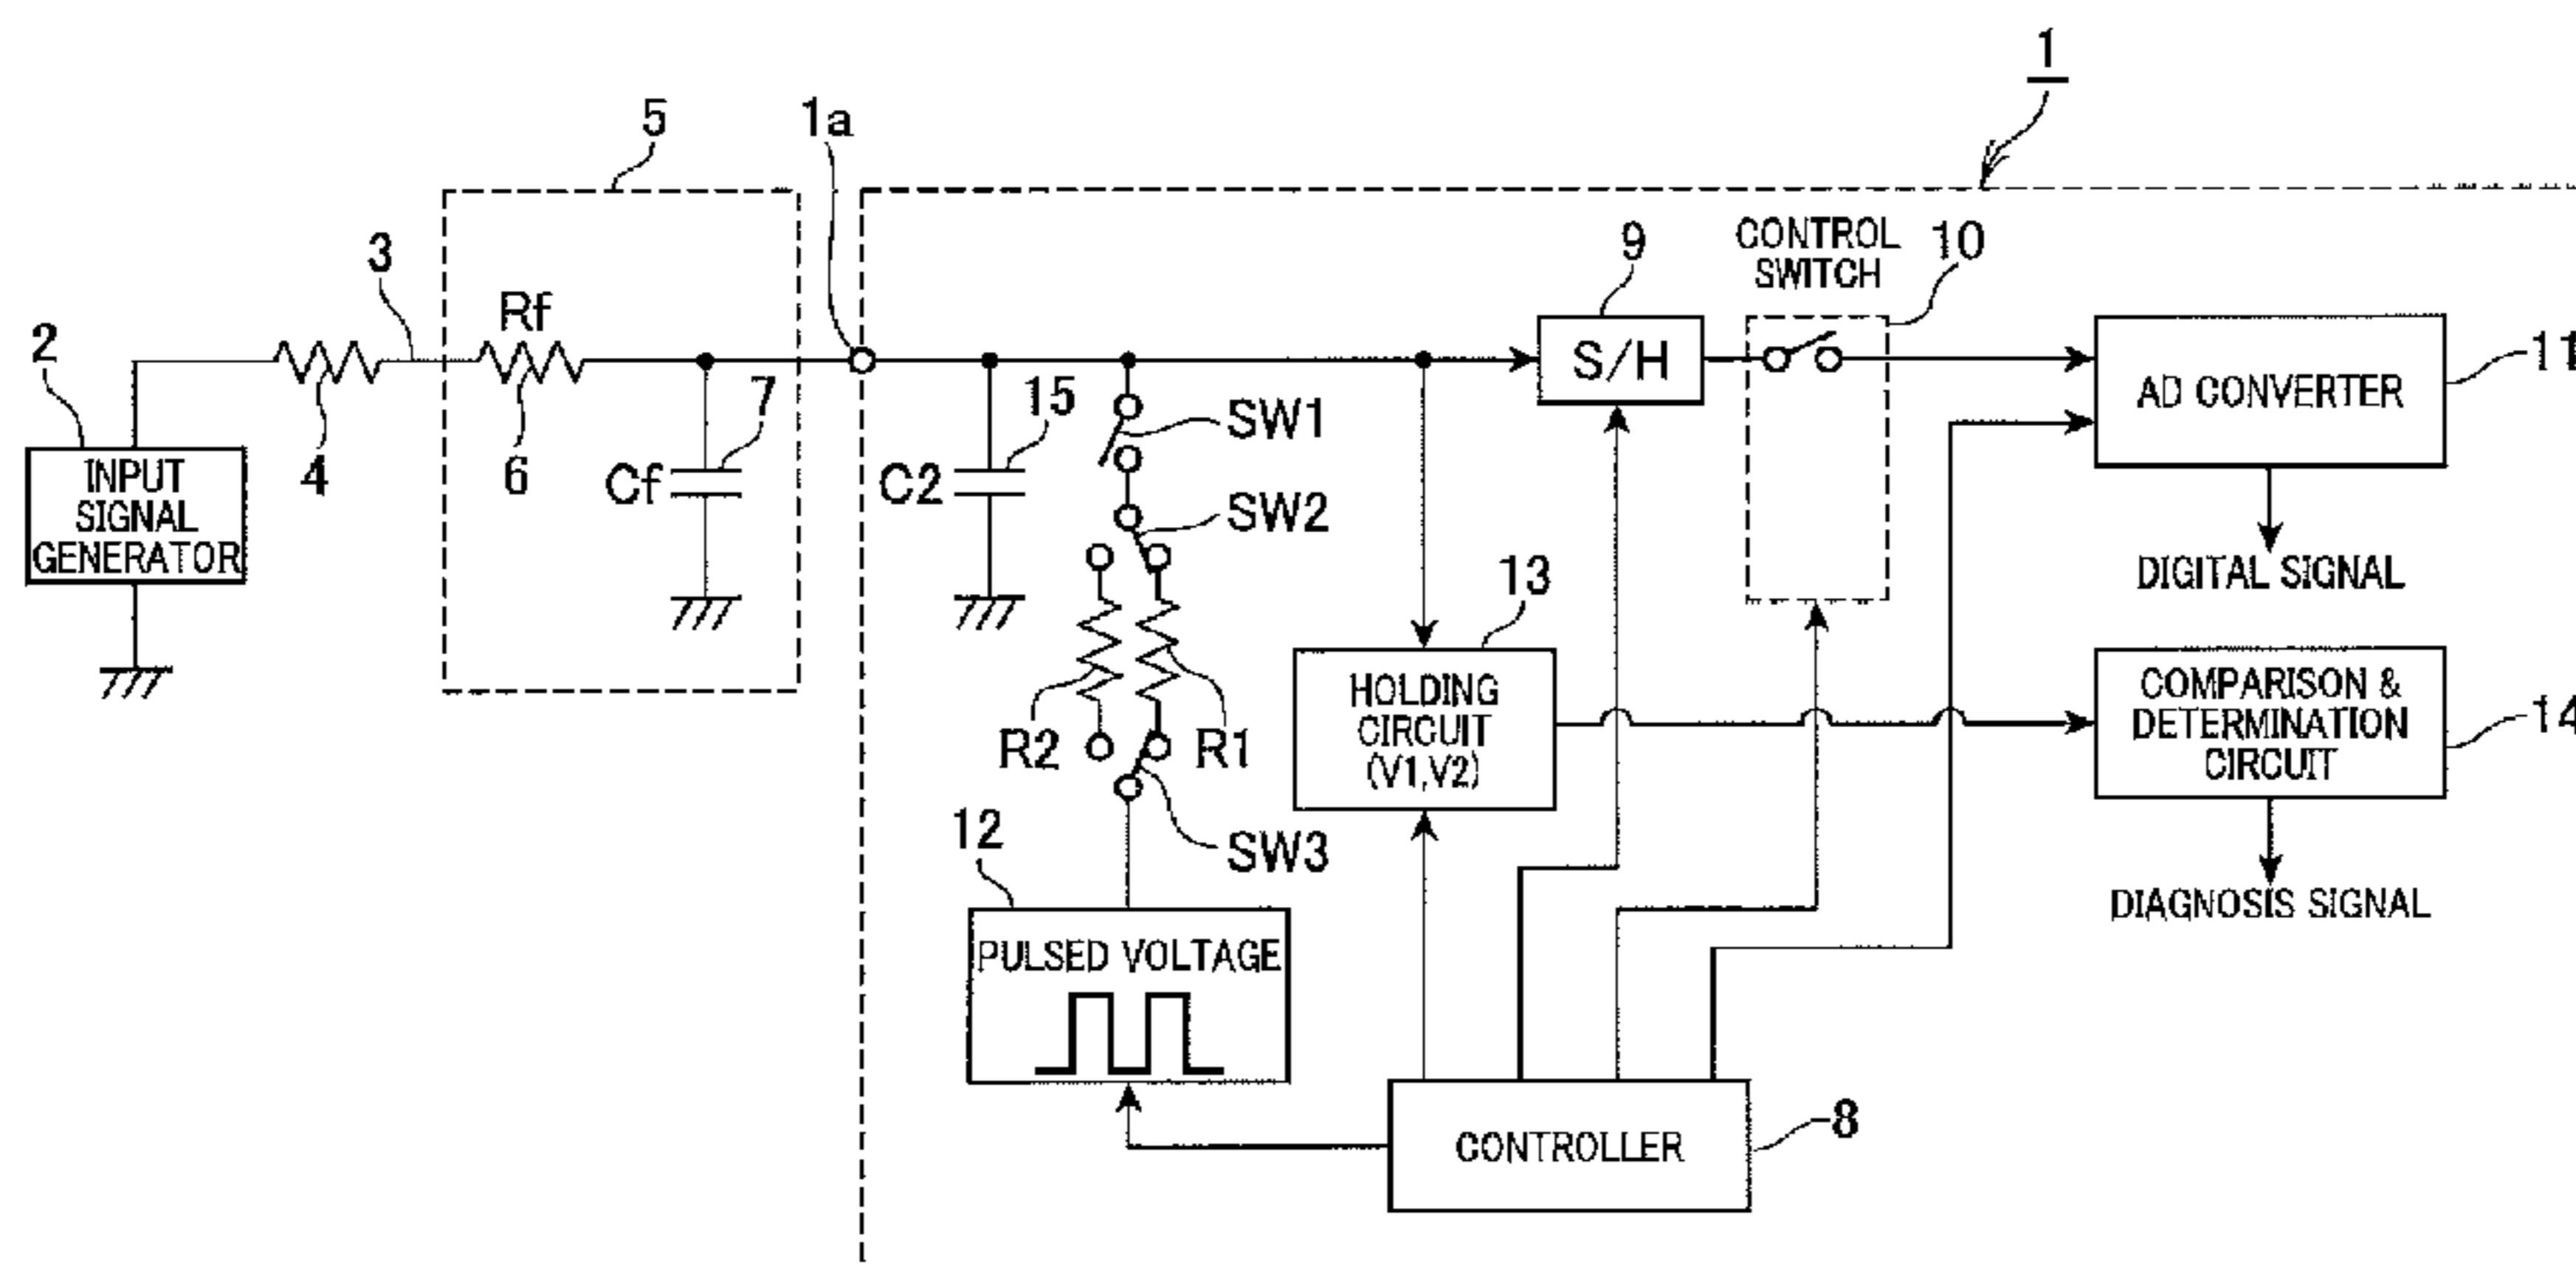 1
5
1a
3
Rf
2
4
6
7
Cf
INPUT
SIGNAL
GENERATOR
15
C2
SW1
SW2
R2
R1
SW3
12
PULSED VOLTAGE
9
S/H
CONTROL
SWITCH
10
11
AD CONVERTER
DIGITAL SIGNAL
13
HOLDING
CIRCUIT
(V1,V2)
COMPARISON &
DETERMINATION
CIRCUIT
14
DIAGNOSIS SIGNAL
CONTROLLER
8